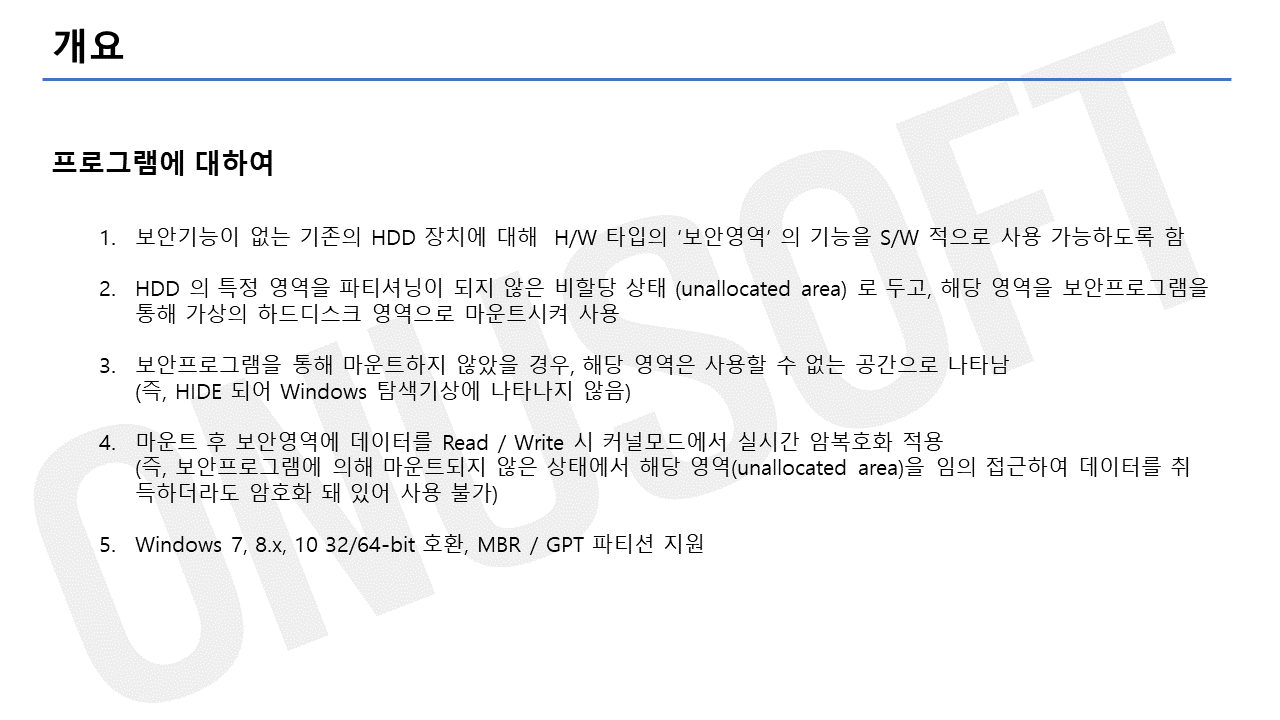 개요
프로그램에 대하여
1. 보안기능이 없는 기존의 HDD 장치에 대해 H/W 타입의 ‘보안영역’ 의 기능을 S/W 적으로 사용 가능하도록 함
2. HDD 의 특정 영역을 파티셔닝이 되지 않은 비할당 상태 (unallocated area) 로 두고, 해당 영역을 보안프로그램을
통해 가상의 하드디스크 영역으로 마운트시켜 사용
3. 보안프로그램을 통해 마운트하지 않았을 경우, 해당 영역은 사용할 수 없는 공간으로 나타남
(즉, HIDE 되어 Windows 탐색기상에 나타나지 않음)
4. 마운트 후 보안영역에 데이터를 Read / Write 시 커널모드에서 실시간 암복호화 적용
(즉, 보안프로그램에 의해 마운트되지 않은 상태에서 해당 영역(unallocated area)을 임의 접근하여 데이터를 취
득하더라도 암호화 돼 있어 사용 불가)
5. Windows 7, 8.x, 10 32/64-bit 호환, MBR / GPT 파티션 지원
ONUSOFT